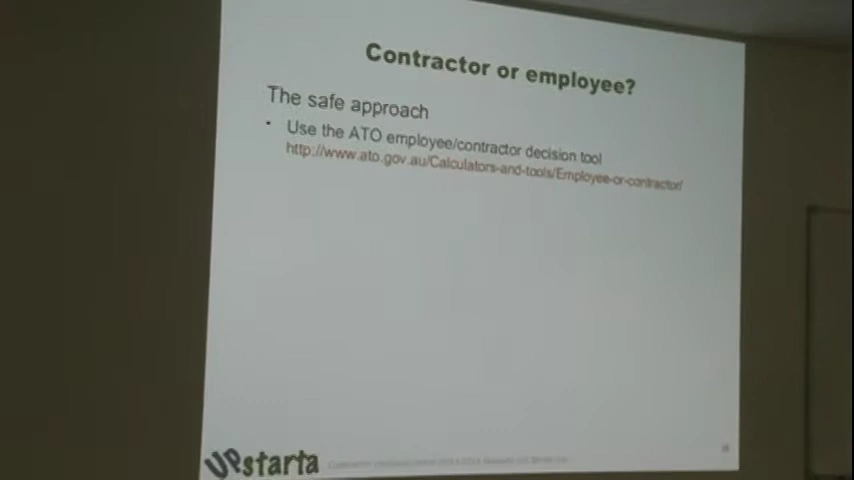 Contractor or employee?
The safe approach
• Use the ATO employee/contractor decision tool
http://www.ato.gov.au/Calculators-and-tools/Employee-or-contractor/
UPstarta